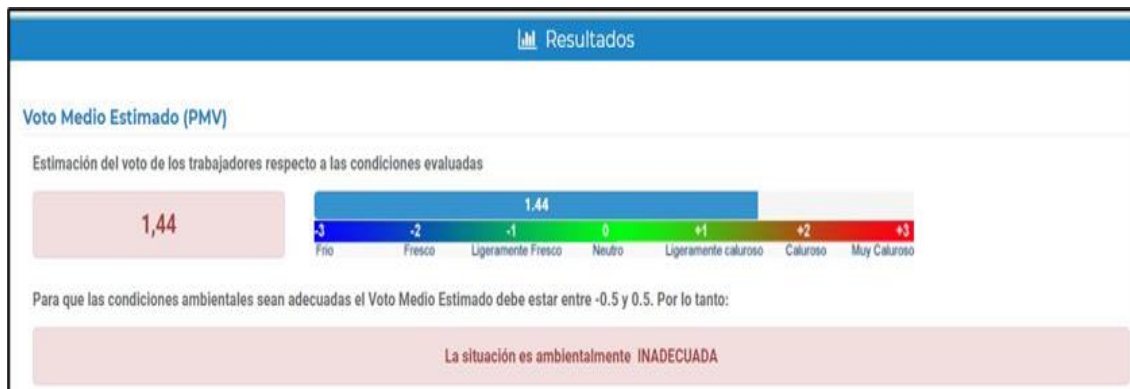 Resultados
Voto Medio Estimado (PMV)
Estimación del voto de los trabajadores respecto a las condiciones evaluadas
1,44
1.44
-3 -2 -1 0 +1 +2 +3
Frio Fresco Ligeramente Fresco Neutro Ligeramente caluroso Caluroso Muy Caluroso
Para que las condiciones ambientales sean adecuadas el Voto Medio Estimado debe estar entre -0.5 y 0.5. Por lo tanto:
La situación es ambientalmente INADECUADA